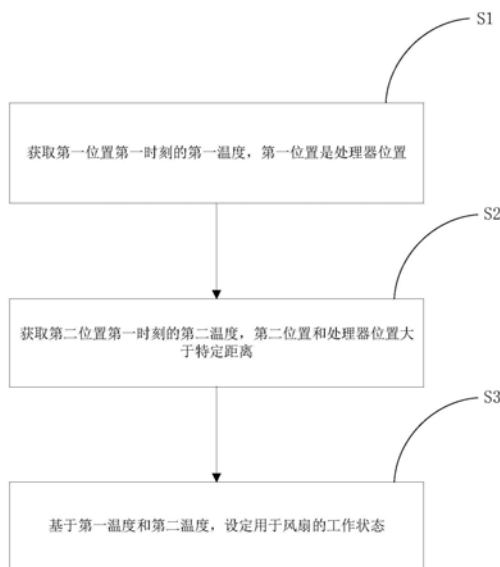 S1
获取第一位置第一时刻的第一温度，第一位置是处理器位置
S2
获取第二位置第一时刻的第二温度，第二位置和处理器位置大
于特定距离
S3
基于第一温度和第二温度，设定用于风扇的工作状态